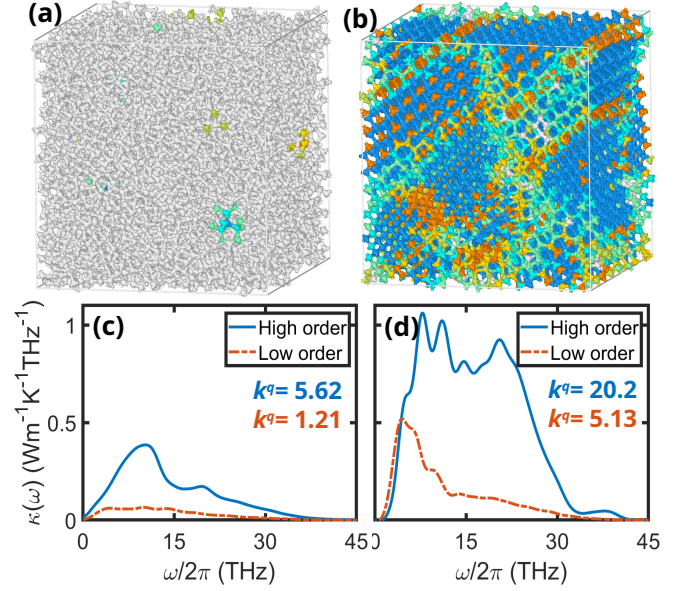 (a) (b)
(c) (d)
High order
Low order
k^q= 5.62
k^q= 1.21
High order
Low order
k^q= 20.2
k^q= 5.13
κ(ω) (Wm⁻¹K⁻¹THz⁻¹)
1
0.5
0
0 15 30 45
0 15 30 45
ω/2π (THz) ω/2π (THz)